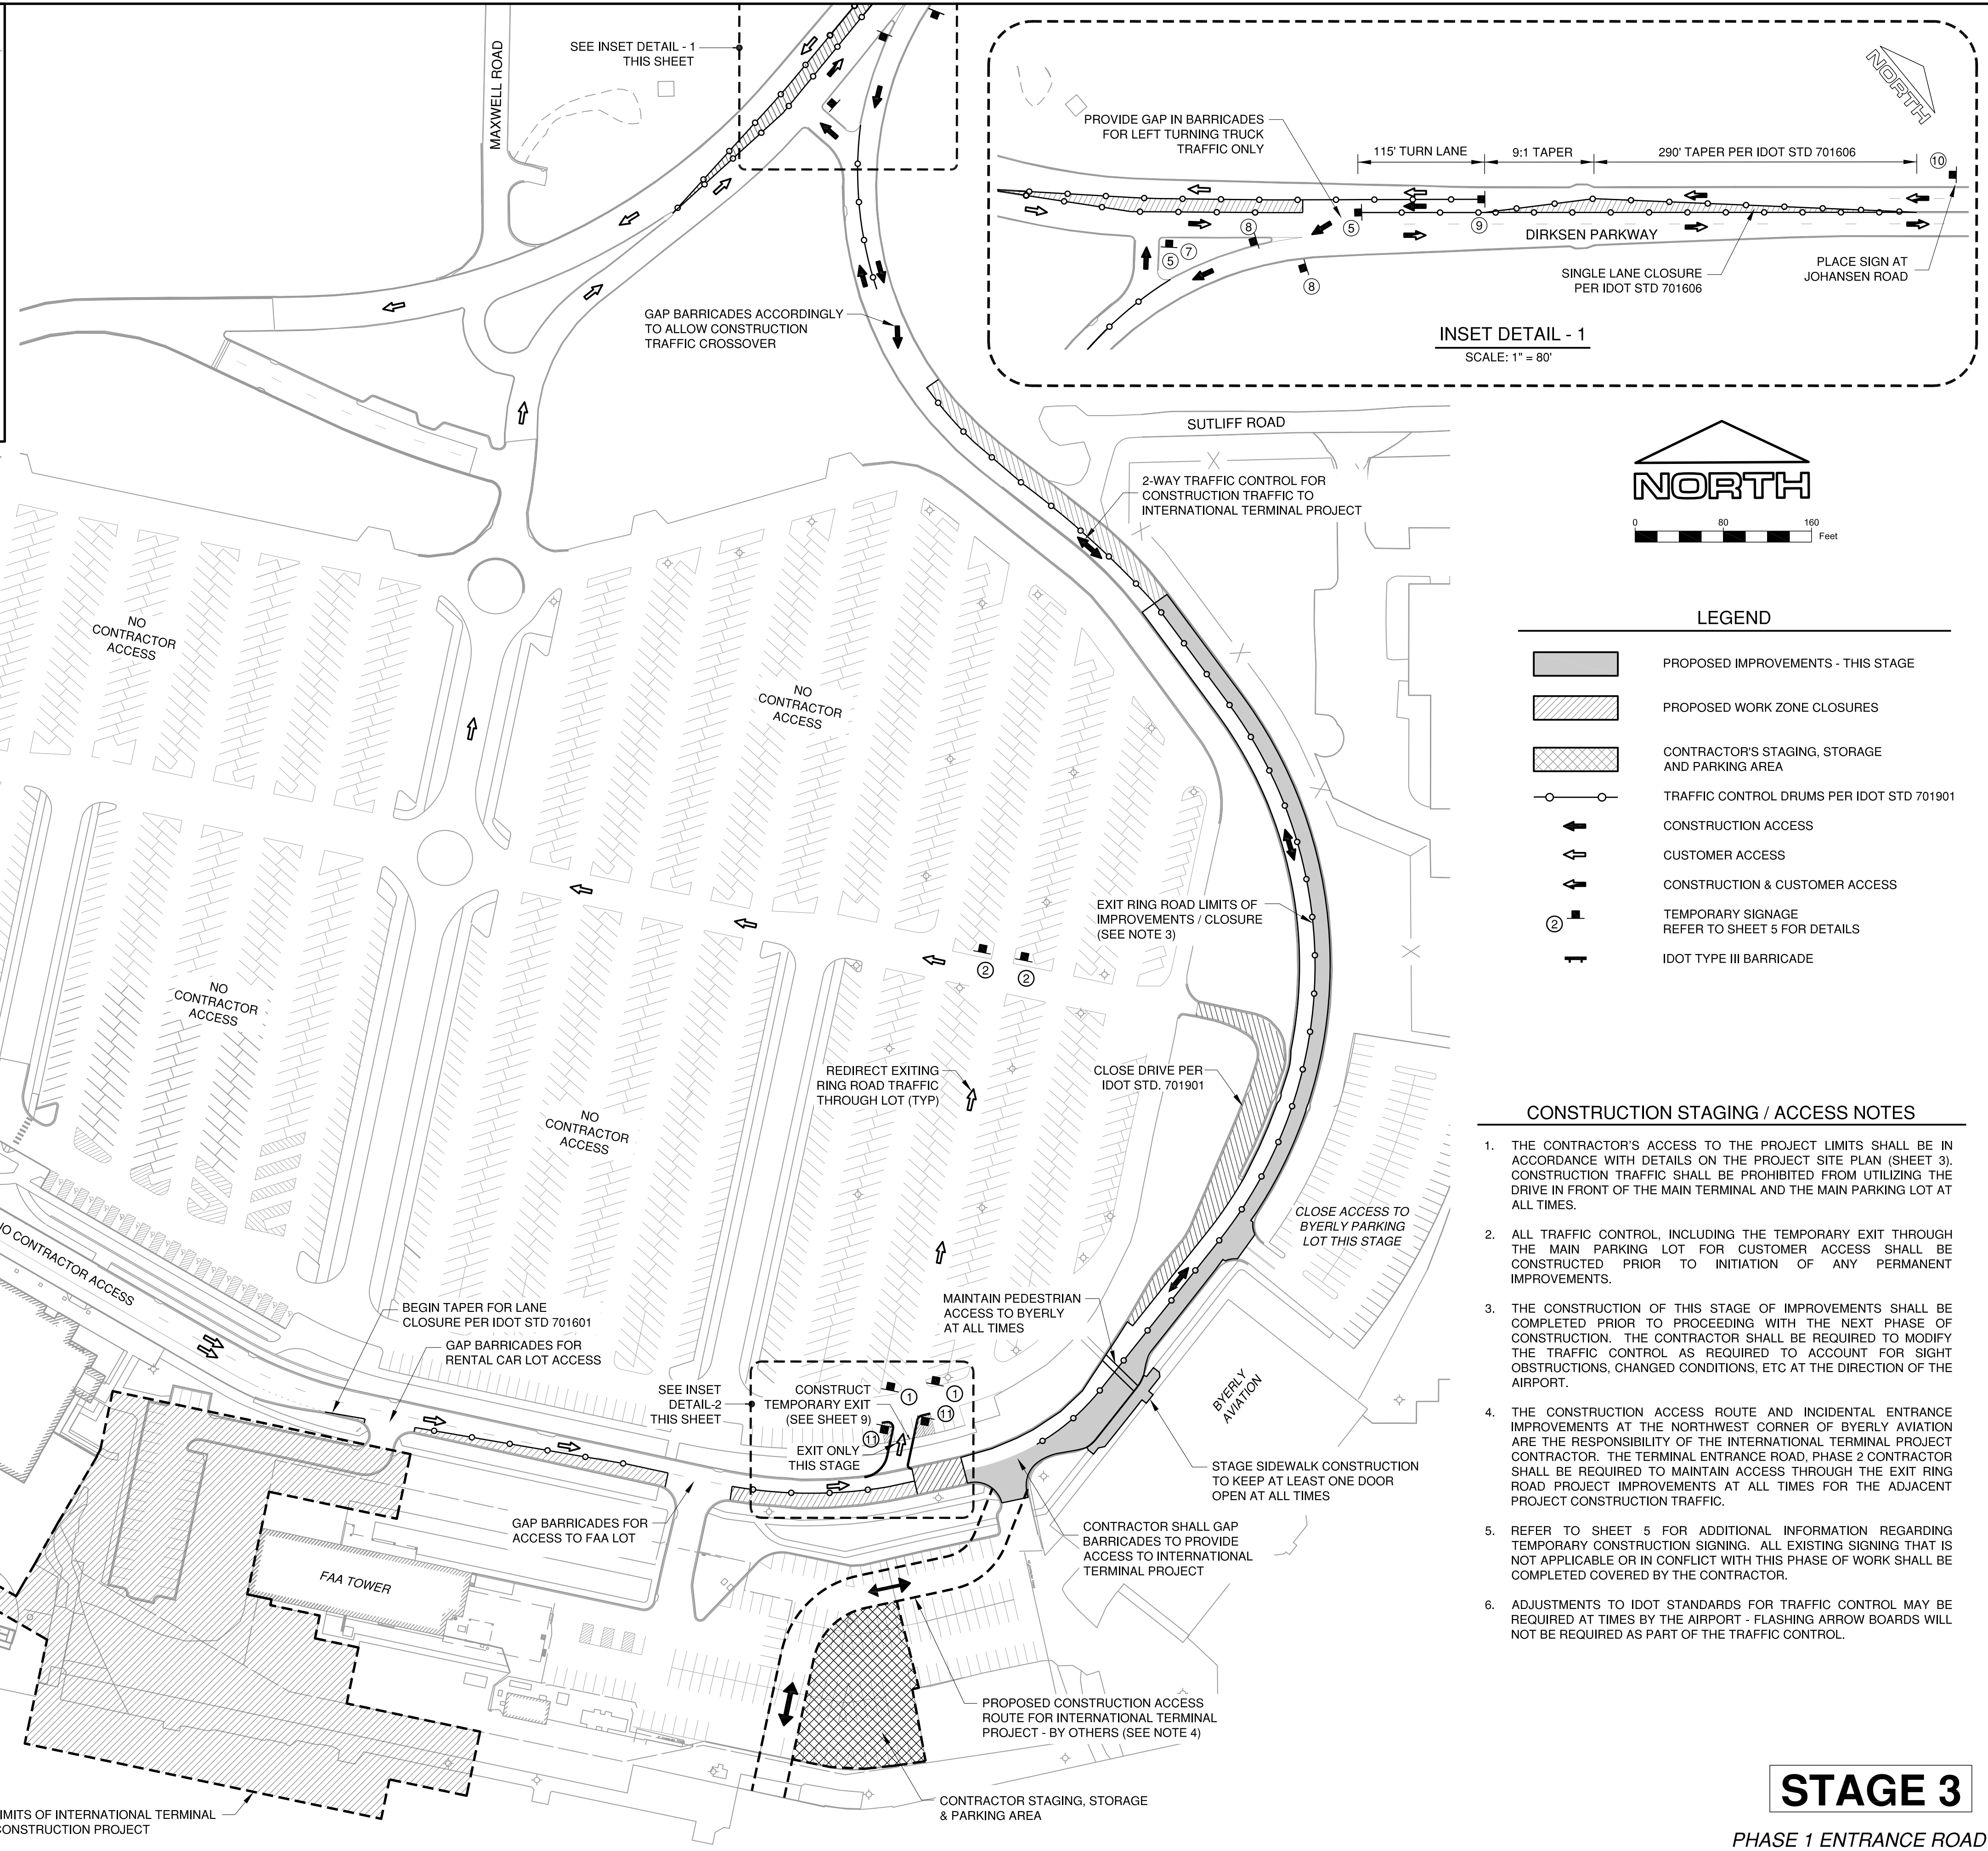 MAXWELL ROAD
SEE INSET DETAIL - 1
THIS SHEET
PROVIDE GAP IN BARRICADES
FOR LEFT TURNING TRUCK
TRAFFIC ONLY
115' TURN LANE
9:1 TAPER
290' TAPER PER IDOT STD 701606
NORTH
10
5
9
8
5
7
8
DIRKSEN PARKWAY
SINGLE LANE CLOSURE
PER IDOT STD 701606
PLACE SIGN AT
JOHANSEN ROAD
INSET DETAIL - 1
SCALE: 1" = 80'
GAP BARRICADES ACCORDINGLY
TO ALLOW CONSTRUCTION
TRAFFIC CROSSOVER
SUTLIFF ROAD
2-WAY TRAFFIC CONTROL FOR
CONSTRUCTION TRAFFIC TO
INTERNATIONAL TERMINAL PROJECT
NORTH
0 80 160
Feet
NO
CONTRACTOR
ACCESS
NO
CONTRACTOR
ACCESS
LEGEND
PROPOSED IMPROVEMENTS - THIS STAGE
PROPOSED WORK ZONE CLOSURES
CONTRACTOR'S STAGING, STORAGE
AND PARKING AREA
TRAFFIC CONTROL DRUMS PER IDOT STD 701901
CONSTRUCTION ACCESS
CUSTOMER ACCESS
CONSTRUCTION & CUSTOMER ACCESS
2
TEMPORARY SIGNAGE
REFER TO SHEET 5 FOR DETAILS
IDOT TYPE III BARRICADE
EXIT RING ROAD LIMITS OF
IMPROVEMENTS / CLOSURE
(SEE NOTE 3)
2
2
NO
CONTRACTOR
ACCESS
NO
CONTRACTOR
ACCESS
REDIRECT EXITING
RING ROAD TRAFFIC
THROUGH LOT (TYP)
CLOSE DRIVE PER
IDOT STD. 701901
CLOSE ACCESS TO
BYERLY PARKING
LOT THIS STAGE
CONSTRUCTION STAGING / ACCESS NOTES
1. THE CONTRACTOR'S ACCESS TO THE PROJECT LIMITS SHALL BE IN
ACCORDANCE WITH DETAILS ON THE PROJECT SITE PLAN (SHEET 3).
CONSTRUCTION TRAFFIC SHALL BE PROHIBITED FROM UTILIZING THE
DRIVE IN FRONT OF THE MAIN TERMINAL AND THE MAIN PARKING LOT AT
ALL TIMES.
2. ALL TRAFFIC CONTROL, INCLUDING THE TEMPORARY EXIT THROUGH
THE MAIN PARKING LOT FOR CUSTOMER ACCESS SHALL BE
CONSTRUCTED PRIOR TO INITIATION OF ANY PERMANENT
IMPROVEMENTS.
3. THE CONSTRUCTION OF THIS STAGE OF IMPROVEMENTS SHALL BE
COMPLETED PRIOR TO PROCEEDING WITH THE NEXT PHASE OF
CONSTRUCTION. THE CONTRACTOR SHALL BE REQUIRED TO MODIFY
THE TRAFFIC CONTROL AS REQUIRED TO ACCOUNT FOR SIGHT
OBSTRUCTIONS, CHANGED CONDITIONS, ETC AT THE DIRECTION OF THE
AIRPORT.
4. THE CONSTRUCTION ACCESS ROUTE AND INCIDENTAL ENTRANCE
IMPROVEMENTS AT THE NORTHWEST CORNER OF BYERLY AVIATION
ARE THE RESPONSIBILITY OF THE INTERNATIONAL TERMINAL PROJECT
CONTRACTOR. THE TERMINAL ENTRANCE ROAD, PHASE 2 CONTRACTOR
SHALL BE REQUIRED TO MAINTAIN ACCESS THROUGH THE EXIT RING
ROAD PROJECT IMPROVEMENTS AT ALL TIMES FOR THE ADJACENT
PROJECT CONSTRUCTION TRAFFIC.
5. REFER TO SHEET 5 FOR ADDITIONAL INFORMATION REGARDING
TEMPORARY CONSTRUCTION SIGNING. ALL EXISTING SIGNING THAT IS
NOT APPLICABLE OR IN CONFLICT WITH THIS PHASE OF WORK SHALL BE
COMPLETED COVERED BY THE CONTRACTOR.
6. ADJUSTMENTS TO IDOT STANDARDS FOR TRAFFIC CONTROL MAY BE
REQUIRED AT TIMES BY THE AIRPORT - FLASHING ARROW BOARDS WILL
NOT BE REQUIRED AS PART OF THE TRAFFIC CONTROL.
CONTRACTOR ACCESS
BEGIN TAPER FOR LANE
CLOSURE PER IDOT STD 701601
GAP BARRICADES FOR
RENTAL CAR LOT ACCESS
MAINTAIN PEDESTRIAN
ACCESS TO BYERLY
AT ALL TIMES
SEE INSET
DETAIL-2
THIS SHEET
CONSTRUCT
TEMPORARY EXIT
(SEE SHEET 9)
1
1
11
11
EXIT ONLY
THIS STAGE
BYERLY
AVIATION
STAGE SIDEWALK CONSTRUCTION
TO KEEP AT LEAST ONE DOOR
OPEN AT ALL TIMES
GAP BARRICADES FOR
ACCESS TO FAA LOT
CONTRACTOR SHALL GAP
BARRICADES TO PROVIDE
ACCESS TO INTERNATIONAL
TERMINAL PROJECT
FAA TOWER
PROPOSED CONSTRUCTION ACCESS
ROUTE FOR INTERNATIONAL TERMINAL
PROJECT - BY OTHERS (SEE NOTE 4)
CONTRACTOR STAGING, STORAGE
& PARKING AREA
IMITS OF INTERNATIONAL TERMINAL
CONSTRUCTION PROJECT
STAGE 3
PHASE 1 ENTRANCE ROAD